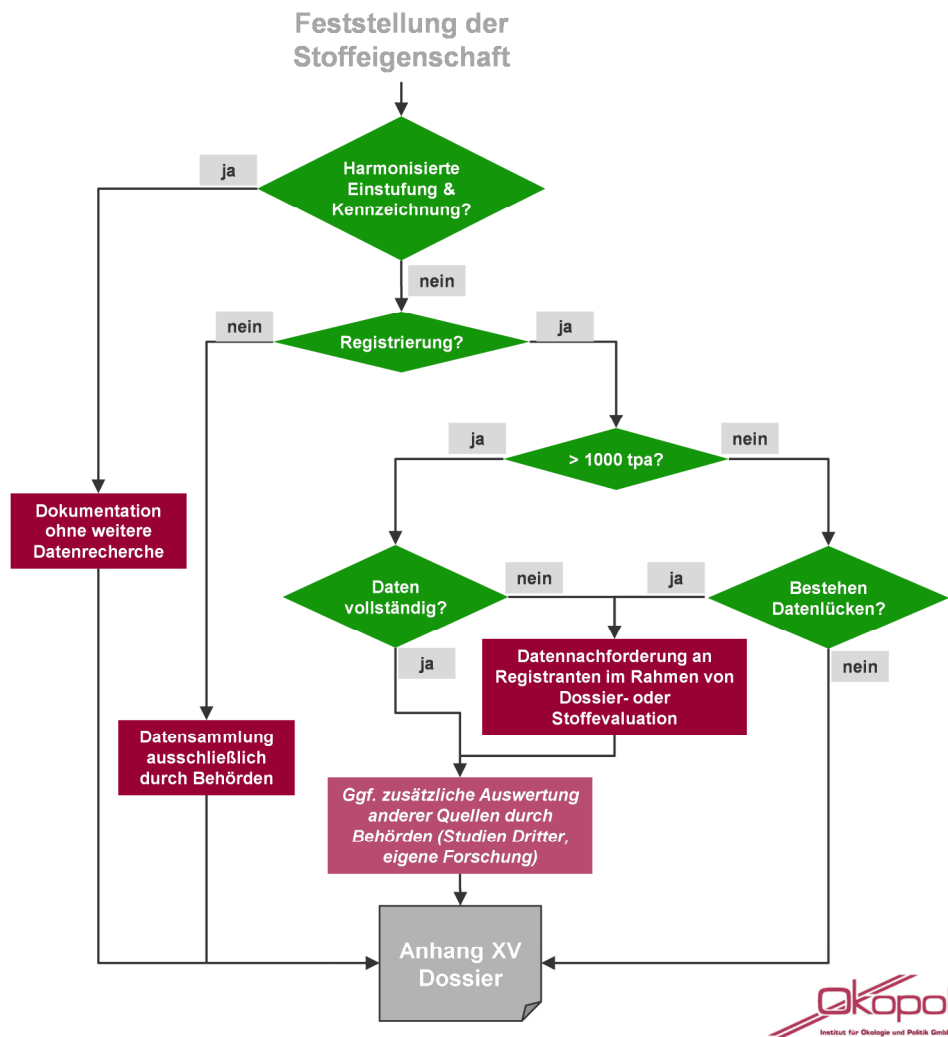 Feststellung der
Stoffeigenschaft
ja
Harmonisierte
Einstufung &
Kennzeichnung?
nein
nein
Registrierung?
ja
ja
> 1000 tpa?
nein
Dokumentation
ohne weitere
Datenrecherche
Daten
vollständig?
nein
ja
Bestehen
Datenlücken?
ja
Datennachforderung an
Registranten im Rahmen von
Dossier- oder
Stoffevaluation
nein
Datensammlung
ausschließlich
durch Behörden
Ggf. zusätzliche Auswertung
anderer Quellen durch
Behörden (Studien Dritter,
eigene Forschung)
Anhang XV
Dossier
Ökopol
Institut für Ökologie und Politik GmbH